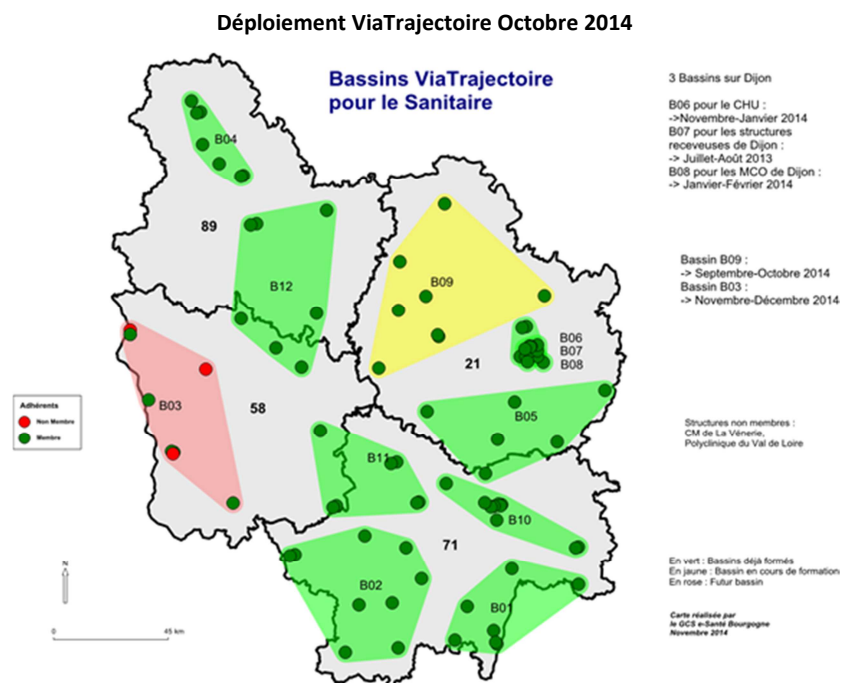 Déploiement ViaTrajectoire Octobre 2014
Bassins ViaTrajectoire
pour le Sanitaire
3 Bassins sur Dijon
B06 pour le CHU :
->Novembre-Janvier 2014
B07 pour les structures
receveuses de Dijon :
-> Juillet-Août 2013
B08 pour les MCO de Dijon :
-> Janvier-Février 2014
B04
89
B12
B09
Bassin B09 :
-> Septembre-Octobre 2014
Bassin B03 :
-> Novembre-Décembre 2014
B06
B07
B08
21
Adhérents
Non Membre
Membre
B03
58
B05
Structures non membres :
CM de La Vénerie,
Polyclinique du Val de Loire
B11
B10
71
B02
B01
En vert : Bassins déjà formés
En jaune : Bassin en cours de formation
En rose : Futur bassin
N
0 45 km
Carte réalisée par
le GCS e-Santé Bourgogne
Novembre 2014